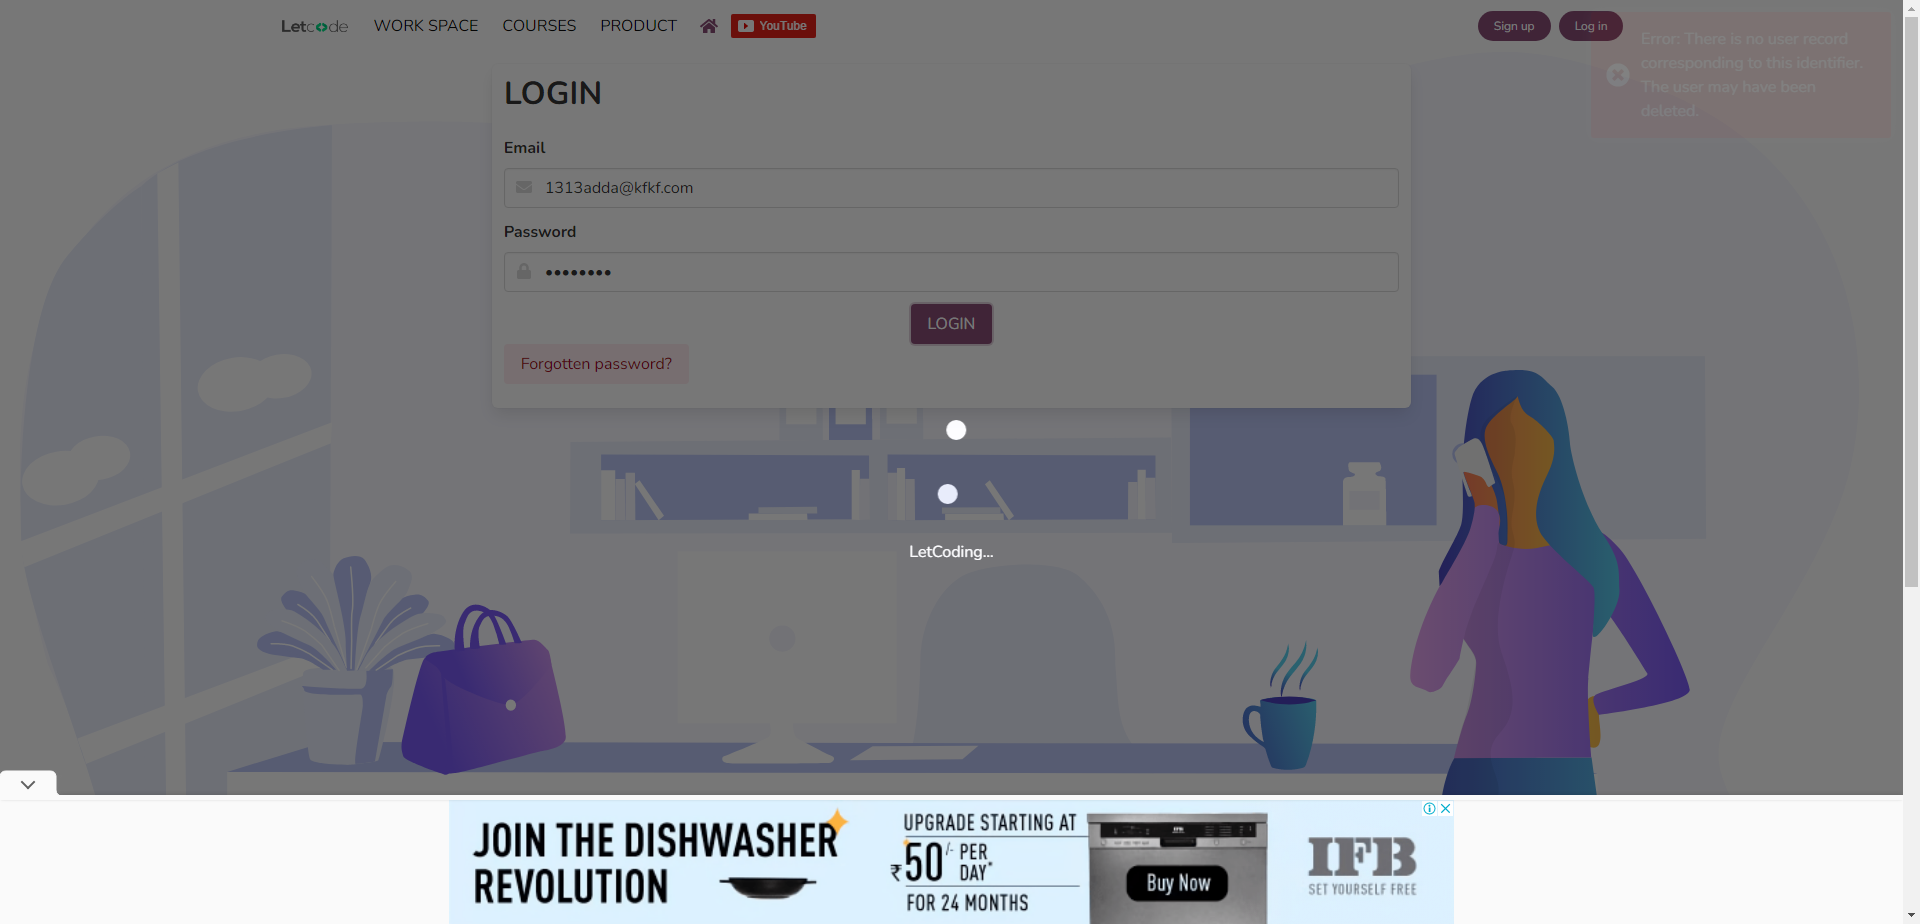 Letcode WORK SPACE COURSES PRODUCT YouTube Sign up Log in
Error: There is no user record
corresponding to this identifier.
The user may have been
deleted.
LOGIN
Email
1313adda@kfkf.com
Password
LOGIN
Forgotten password?
LetCoding...
JOIN THE DISHWASHER
REVOLUTION
UPGRADE STARTING AT
₹50/- PER
DAY*
FOR 24 MONTHS
Buy Now
IFB
SET YOURSELF FREE